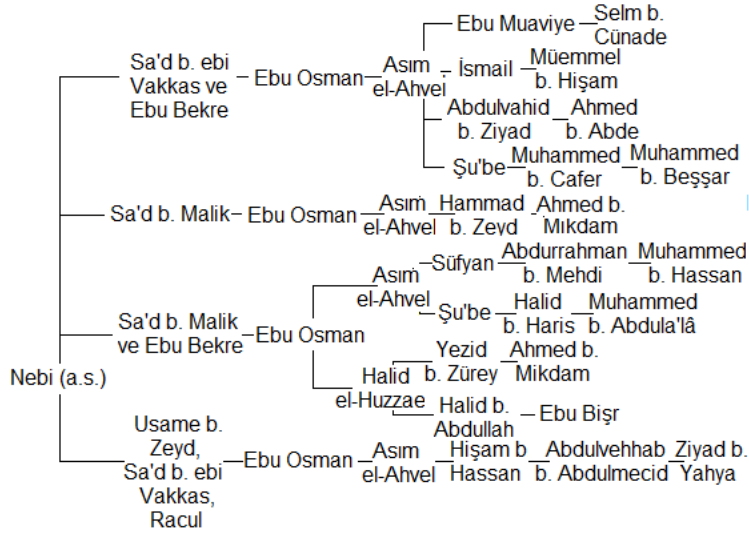 Ebu Muaviye
Selm b.
Cünade
Sa'd b. ebi
Vakkas ve
Ebu Bekre
Ebu Osman
Asım
el-Ahvel
İsmail
Müemmel
b. Hişam
Abdulvahid
b. Ziyad
Ahmed
b. Abde
Şu'be
Muhammed
b. Cafer
Muhammed
b. Beşşar
Sa'd b. Malik
Ebu Osman
Asım
el-Ahvel
Hammad
b. Zeyd
Ahmed b.
Mikdam
Sa'd b. Malik
ve Ebu Bekre
Ebu Osman
Asım
el-Ahvel
Süfyan
Abdurrahman
b. Mehdi
Muhammed
b. Hassan
Şu'be
Halid
b. Haris
Muhammed
b. Abdula'lâ
Halid
el-Huzzae
Yezid
b. Zürey
Ahmed b.
Mikdam
Halid b.
Abdullah
Ebu Bişr
Nebi (a.s.)
Usame b.
Zeyd,
Sa'd b. ebi
Vakkas,
Racul
Ebu Osman
Asım
el-Ahvel
Hişam b
Hassan
Abdulvehhab
b. Abdulmecid
Ziyad b.
Yahya